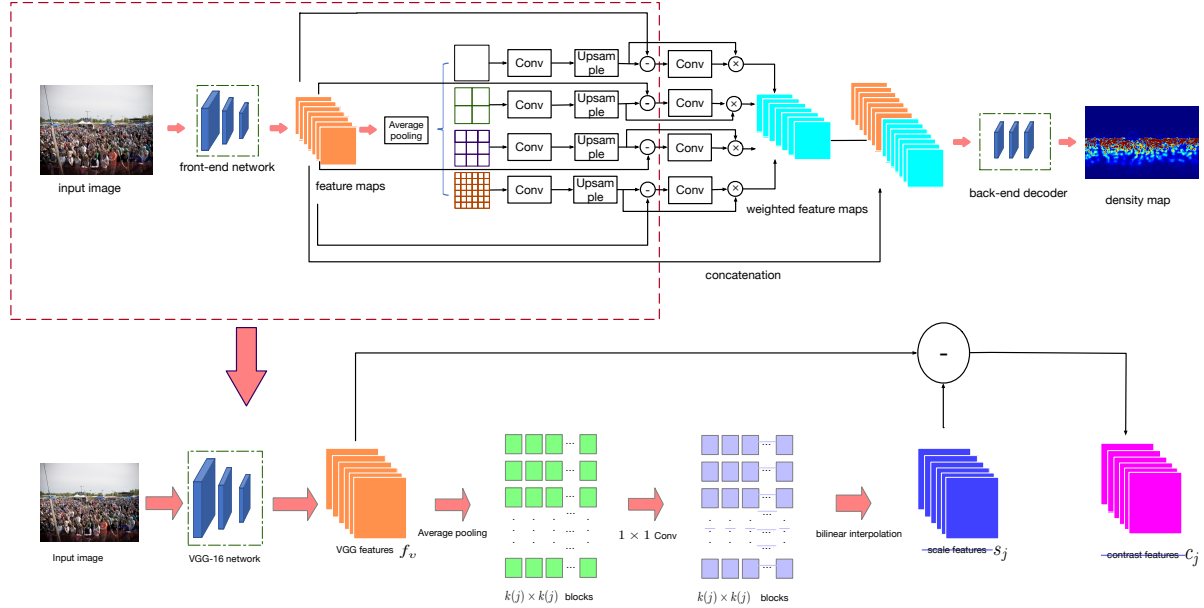 Conv
Upsam
ple
-
Conv
×
Conv
Upsam
ple
-
Conv
×
Average
pooling
Conv
Upsam
ple
-
Conv
×
Conv
Upsam
ple
-
Conv
×
input image
front-end network
feature maps
weighted feature maps
back-end decoder
density map
concatenation
-
Input image
VGG-16 network
VGG features f_v
Average pooling
k(j) × k(j) blocks
1 × 1 Conv
k(j) × k(j) blocks
bilinear interpolation
scale features s_j
contrast features c_j